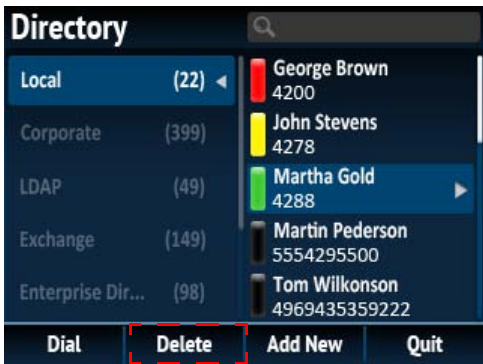 Directory
Local (22)
Corporate (399)
LDAP (49)
Exchange (149)
Enterprise Dir... (98)
George Brown
4200
John Stevens
4278
Martha Gold
4288
Martin Pederson
5554295500
Tom Wilkonson
4969435359222
Dial Delete Add New Quit